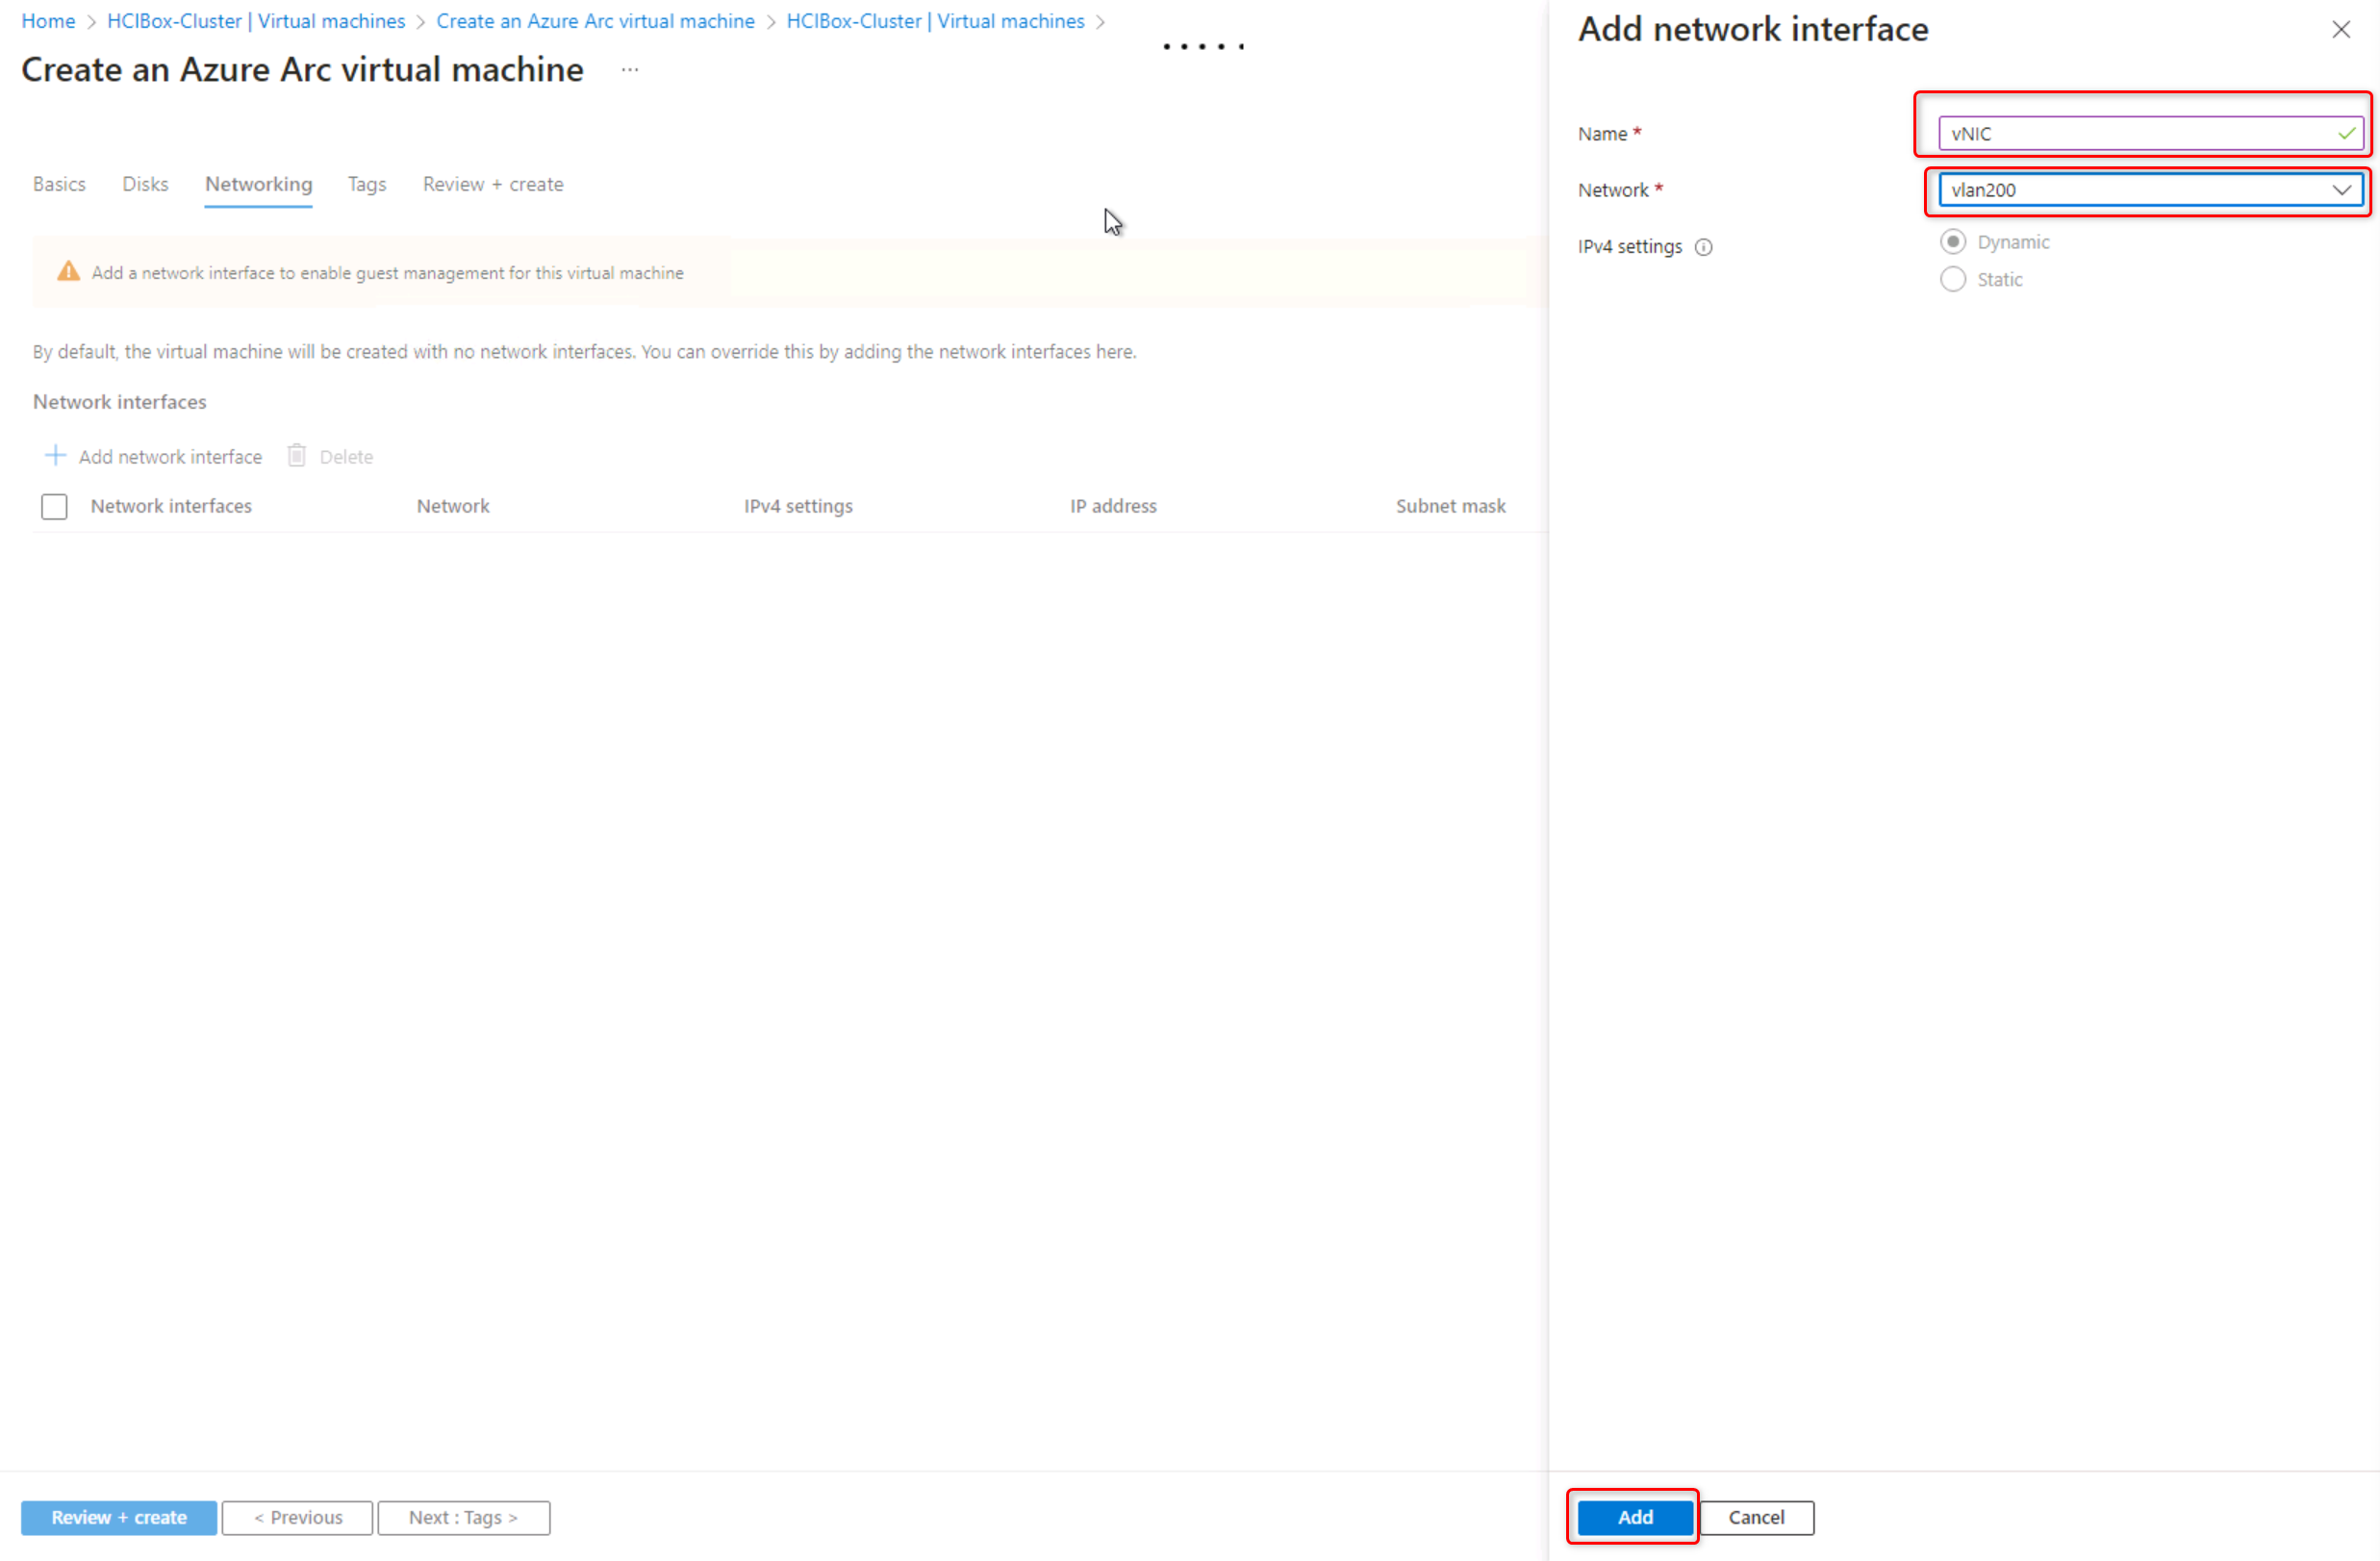 Home > HCIBox-Cluster | Virtual machines > Create an Azure Arc virtual machine > HCIBox-Cluster | Virtual machines >
Create an Azure Arc virtual machine ...
Basics Disks Networking Tags Review + create
Add a network interface to enable guest management for this virtual machine
By default, the virtual machine will be created with no network interfaces. You can override this by adding the network interfaces here.
Network interfaces
Add network interface Delete
Network interfaces Network IPv4 settings IP address Subnet mask
Review + create < Previous Next : Tags >
Add network interface
Name * vNIC
Network * vlan200
IPv4 settings Dynamic
Static
Add Cancel